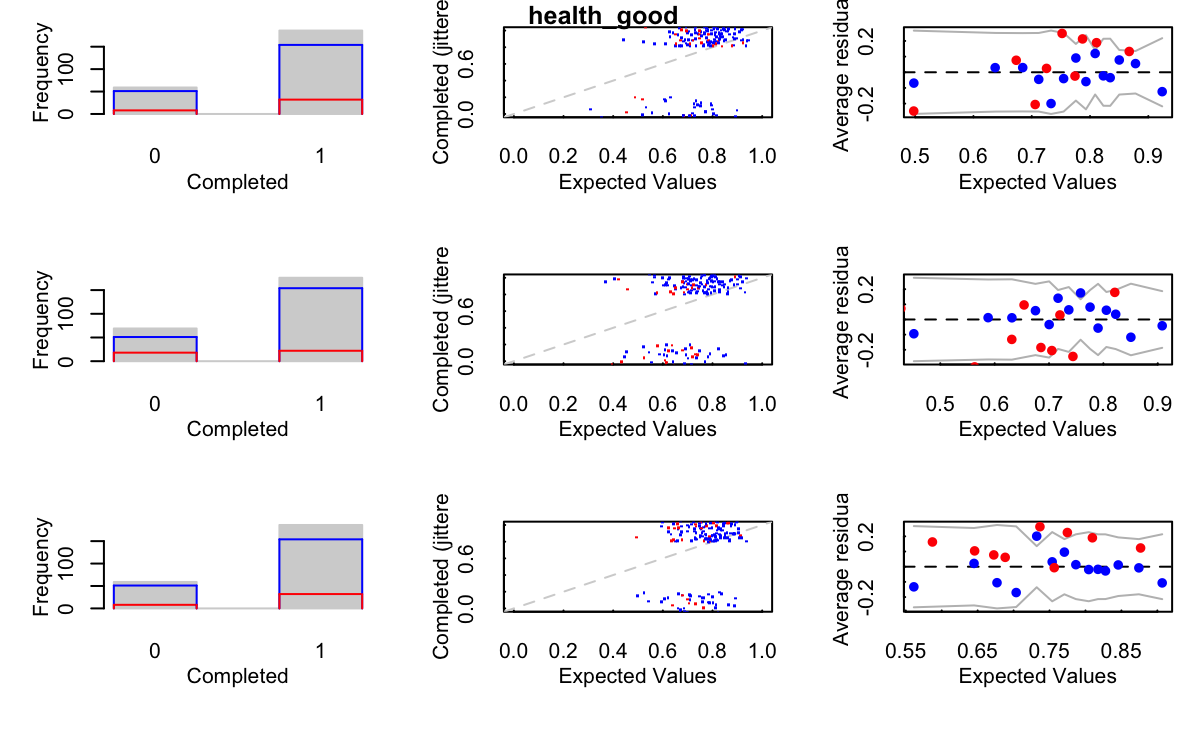 health_good
Frequency
0 100
0 1
Completed
Completed (jittere
0.0 0.6
0.0 0.2 0.4 0.6 0.8 1.0
Expected Values
Average residua
-0.2 0.2
0.5 0.6 0.7 0.8 0.9
Expected Values
Frequency
0 100
0 1
Completed
Completed (jittere
0.0 0.6
0.0 0.2 0.4 0.6 0.8 1.0
Expected Values
Average residua
-0.2 0.2
0.5 0.6 0.7 0.8 0.9
Expected Values
Frequency
0 100
0 1
Completed
Completed (jittere
0.0 0.6
0.0 0.2 0.4 0.6 0.8 1.0
Expected Values
Average residua
-0.2 0.2
0.55 0.65 0.75 0.85
Expected Values